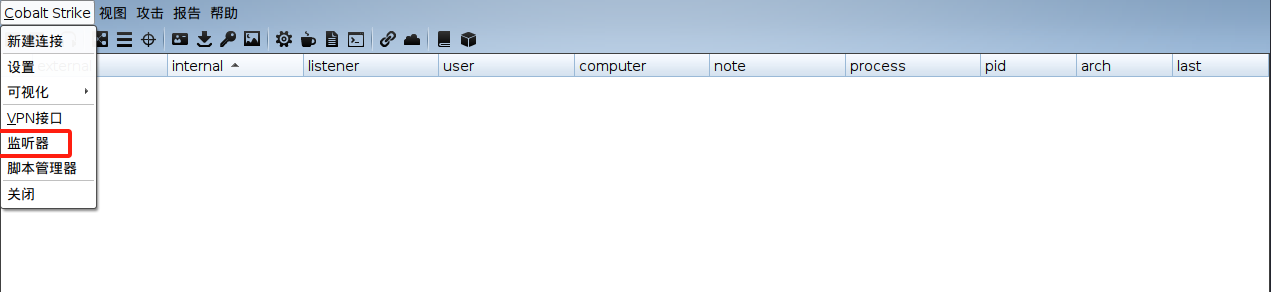 Cobalt Strike 视图 攻击 报告 帮助
新建连接
设置
可视化
VPN接口
监听器
脚本管理器
关闭
external internal listener user computer note process pid arch last